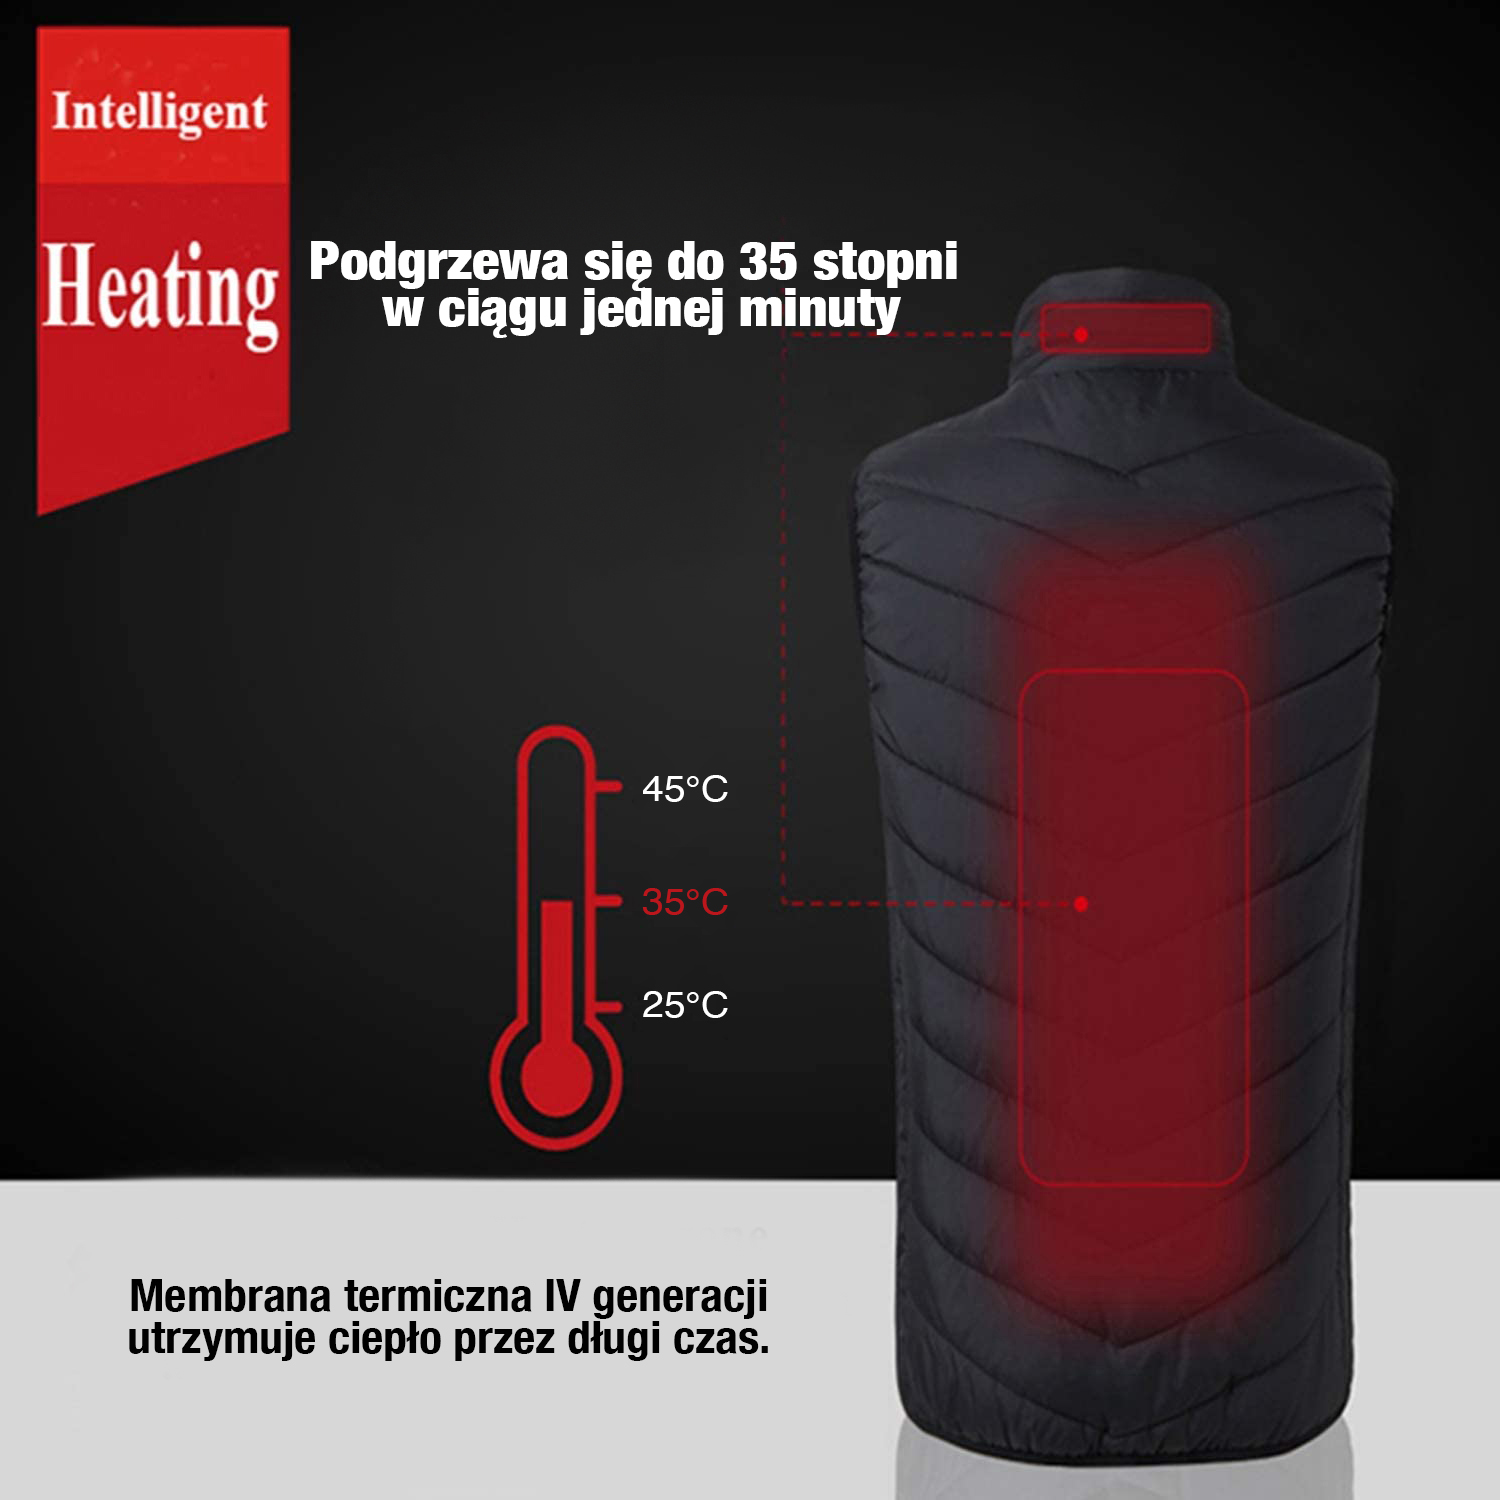 Intelligent
Heating
Podgrzewa się do 35 stopni
w ciągu jednej minuty
45°C
35°C
25°C
Membrana termiczna IV generacji
utrzymuje ciepło przez długi czas.